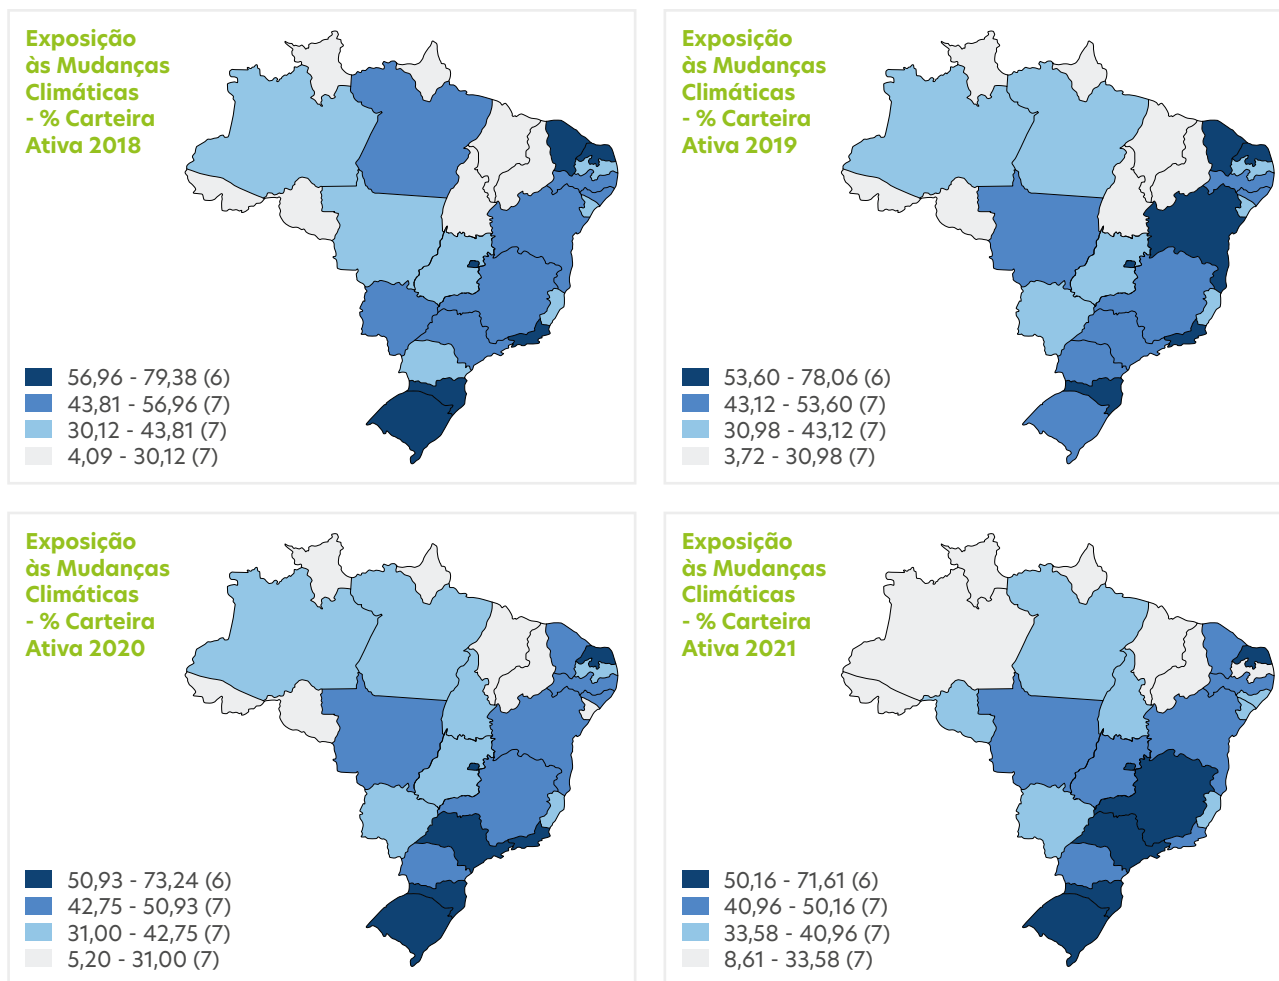 Exposição
às Mudanças
Climáticas
- % Carteira
Ativa 2018
56,96 - 79,38 (6)
43,81 - 56,96 (7)
30,12 - 43,81 (7)
4,09 - 30,12 (7)
Exposição
às Mudanças
Climáticas
- % Carteira
Ativa 2019
53,60 - 78,06 (6)
43,12 - 53,60 (7)
30,98 - 43,12 (7)
3,72 - 30,98 (7)
Exposição
às Mudanças
Climáticas
- % Carteira
Ativa 2020
50,93 - 73,24 (6)
42,75 - 50,93 (7)
31,00 - 42,75 (7)
5,20 - 31,00 (7)
Exposição
às Mudanças
Climáticas
- % Carteira
Ativa 2021
50,16 - 71,61 (6)
40,96 - 50,16 (7)
33,58 - 40,96 (7)
8,61 - 33,58 (7)